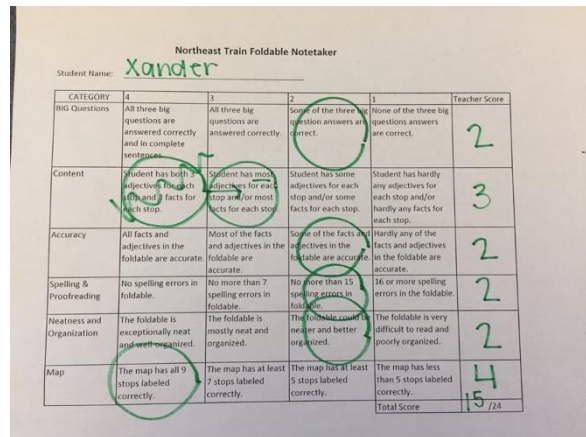 Northeast Train Foldable Notetaker
Student Name: Xander
CATEGORY 4 3 2 1 Teacher Score
BIG Questions
All three big
questions are
answered correctly
and in complete
sentences.
All three big
questions are
answered correctly.
Some of the three big
question answers are
correct.
None of the three big
questions answers
are correct.
2
Content
Student has both 3
adjectives for each
stop and facts for
each stop.
Student has most
adjectives for each
stop and/or most
facts for each stop.
Student has some
adjectives for each
stop and/or some
facts for each stop.
Student has hardly
any adjectives for
each stop and/or
hardly any facts for
each stop.
3
Accuracy
All facts and
adjectives in the
foldable are accurate.
Most of the facts
and adjectives in the
foldable are
accurate.
Some of the facts and
adjectives in the
foldable are accurate.
Hardly any of the
facts and adjectives
in the foldable are
accurate.
2
Spelling &
Proofreading
No spelling errors in
foldable.
No more than 7
spelling errors in
foldable.
No more than 15
spelling errors in
foldable.
16 or more spelling
errors in the foldable.
2
Neatness and
Organization
The foldable is
exceptionally neat
and well-organized.
The foldable is
mostly neat and
organized.
The foldable could be
neater and better
organized.
The foldable is very
difficult to read and
poorly organized.
2
Map
The map has all 9
stops labeled
correctly.
The map has at least
7 stops labeled
correctly.
The map has at least
5 stops labeled
correctly.
The map has less
than 5 stops labeled
correctly.
4
Total Score 15 /24